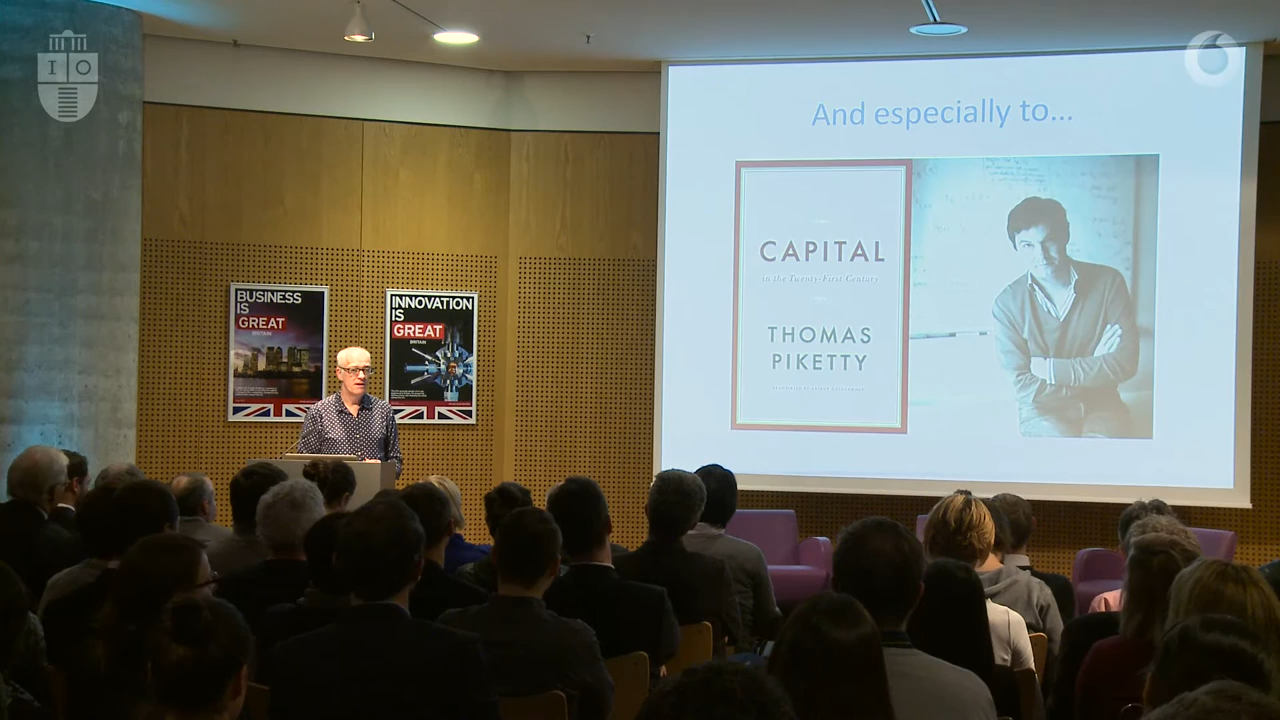 I O
And especially to...
CAPITAL
in the Twenty-First Century
THOMAS
PIKETTY
BUSINESS
IS
GREAT
BRITAIN
INNOVATION
IS
GREAT
BRITAIN